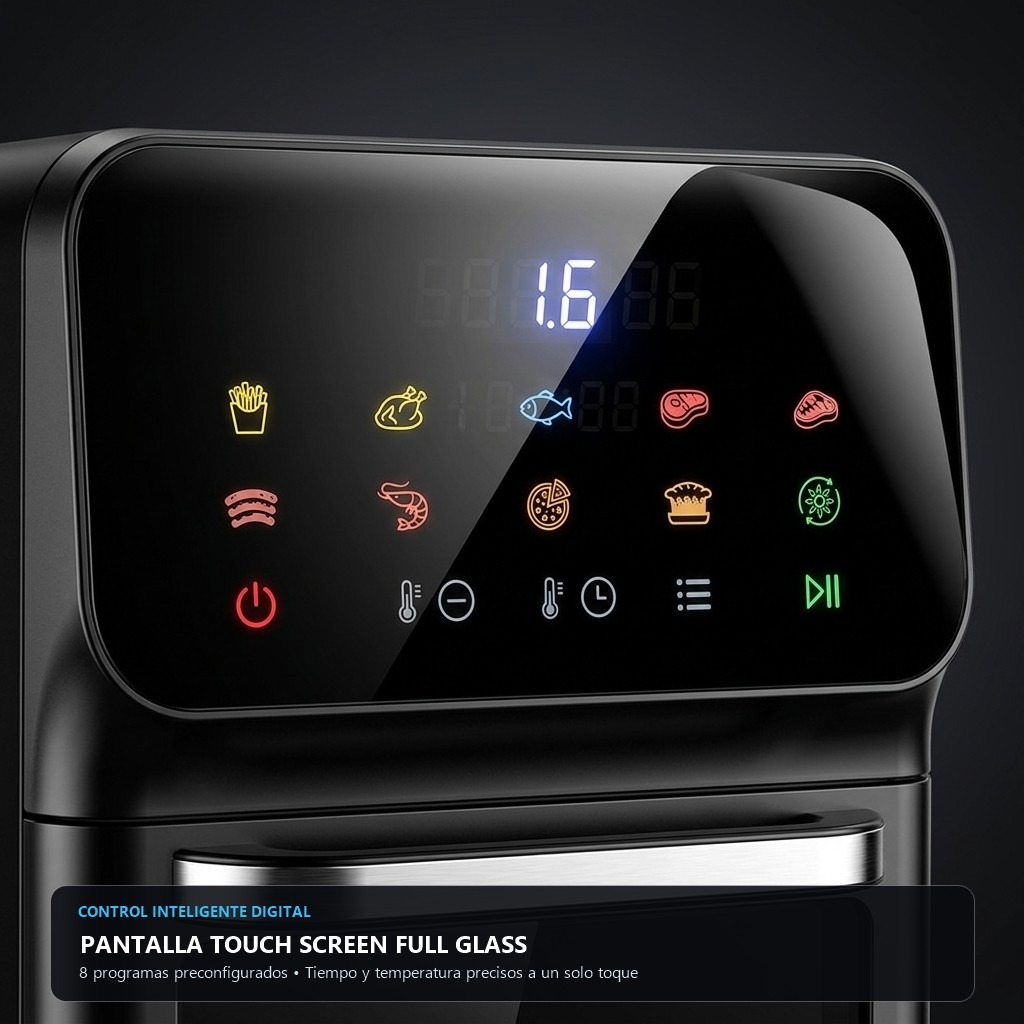 1.6
CONTROL INTELIGENTE DIGITAL
PANTALLA TOUCH SCREEN FULL GLASS
8 programas preconfigurados • Tiempo y temperatura precisos a un solo toque